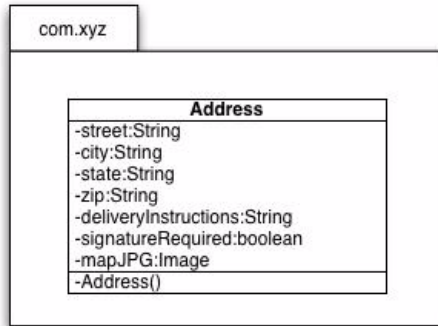 com.xyz
Address
-street:String
-city:String
-state:String
-zip:String
-deliveryInstructions:String
-signatureRequired:boolean
-mapJPG:Image
-Address()